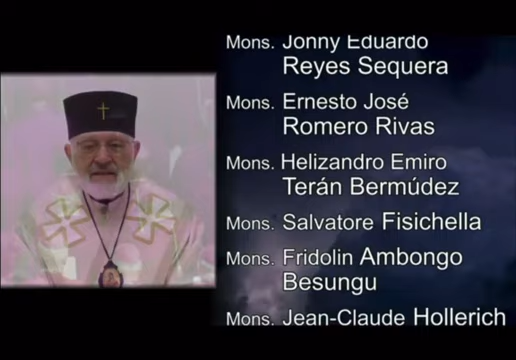 Mons. Jonny Eduardo
Reyes Sequera
Mons. Ernesto José
Romero Rivas
Mons. Helizandro Emiro
Terán Bermúdez
Mons. Salvatore Fisichella
Mons. Fridolin Ambongo
Besungu
Mons. Jean-Claude Hollerich